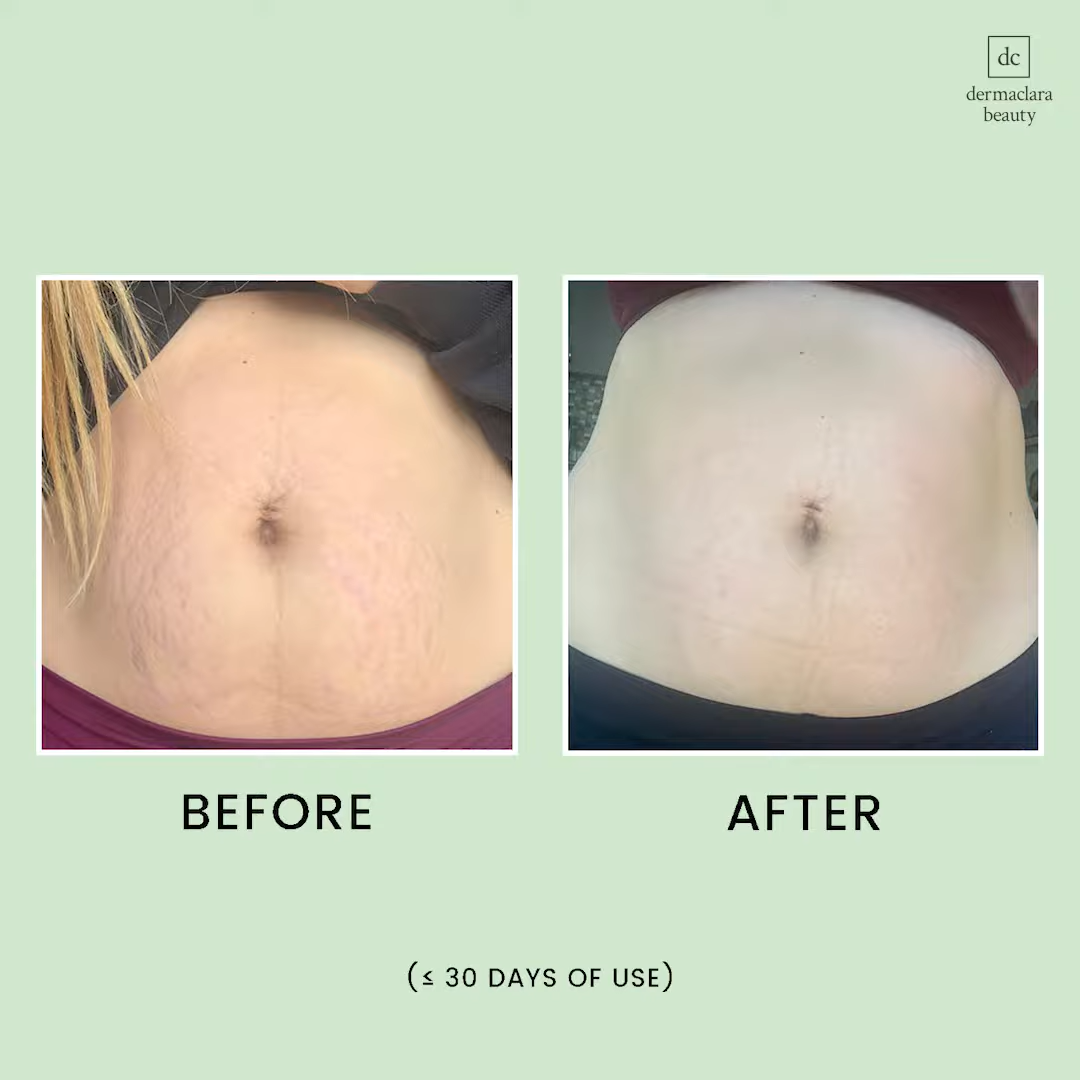 dc
dermaclara
beauty
BEFORE
AFTER
(≤ 30 DAYS OF USE)